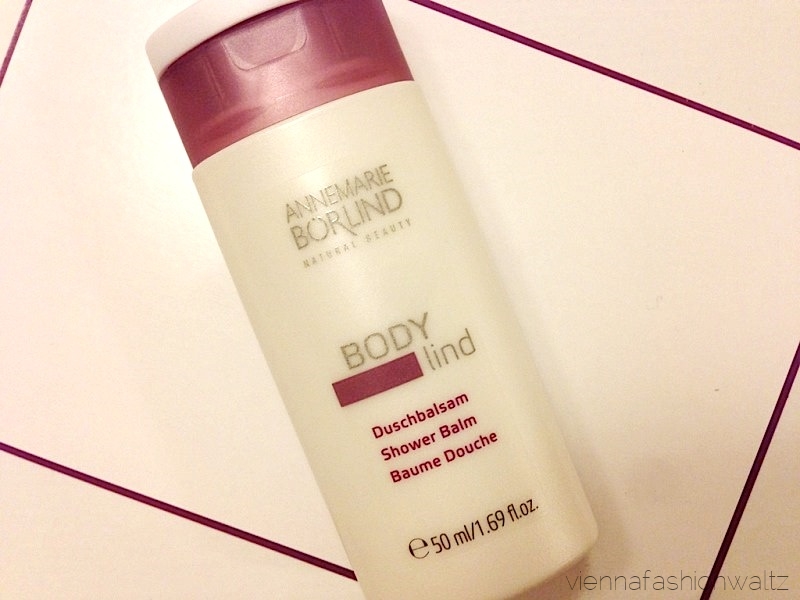 ANNEMARIE
BÖRLIND
NATURAL BEAUTY
BODY
lind
Duschbalsam
Shower Balm
Baume Douche
℮50 ml/1.69 fl.oz.
viennafashionwaltz